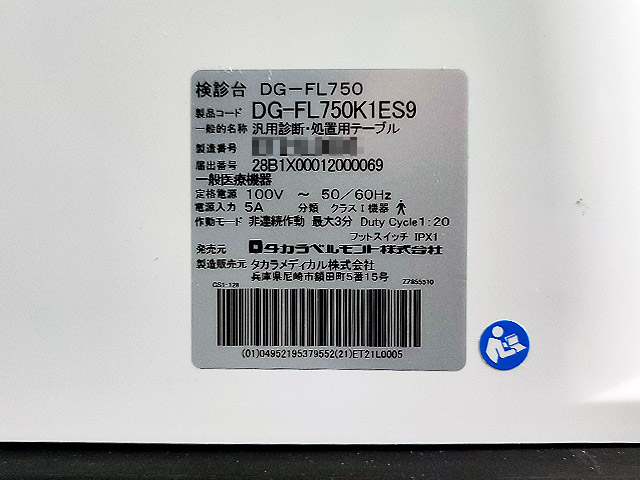 検診台 DG-FL750
製品コード DG-FL750K1ES9
一般的名称 汎用診断・処置用テーブル
製造番号
届出番号 28B1X00012000069
一般医療機器
定格電源 100V ～ 50/60Hz
電源入力 5A 分類 クラスI機器
作動モード 非連続作動 最大3分 Duty Cycle1:20
フットスイッチ IPX1
発売元 タカラベルモント株式会社
製造販売元 タカラメディカル株式会社
兵庫県尼崎市額田町5番15号
GS1-128 77855510
(01)04952195379552(21)ET21L0005